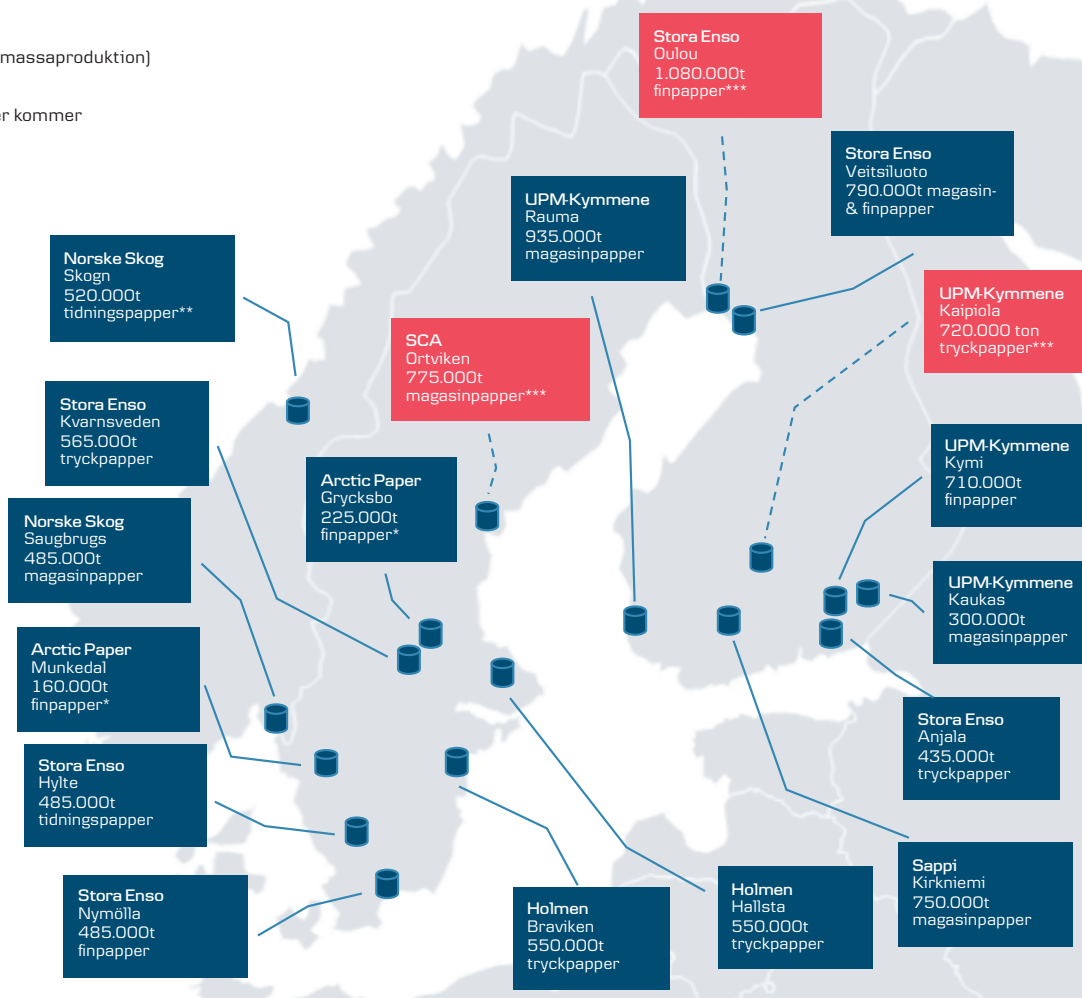 massaproduktion)
er kommer
Stora Enso
Oulou
1.080.000t
finpapper***
Stora Enso
Veitsiluoto
790.000t magasin-
& finpapper
UPM-Kymmene
Rauma
935.000t
magasinpapper
Norske Skog
Skogn
520.000t
tidningspapper**
UPM-Kymmene
Kaipiola
720.000 ton
tryckpapper***
SCA
Ortviken
775.000t
magasinpapper***
Stora Enso
Kvarnsveden
565.000t
tryckpapper
UPM-Kymmene
Kymi
710.000t
finpapper
Arctic Paper
Grycksbo
225.000t
finpapper*
Norske Skog
Saugbrugs
485.000t
magasinpapper
UPM-Kymmene
Kaukas
300.000t
magasinpapper
Arctic Paper
Munkedal
160.000t
finpapper*
Stora Enso
Anjala
435.000t
tryckpapper
Stora Enso
Hylte
485.000t
tidningspapper
Sappi
Kirkniemi
750.000t
magasinpapper
Holmen
Hallsta
550.000t
tryckpapper
Stora Enso
Nymölla
485.000t
finpapper
Holmen
Braviken
550.000t
tryckpapper